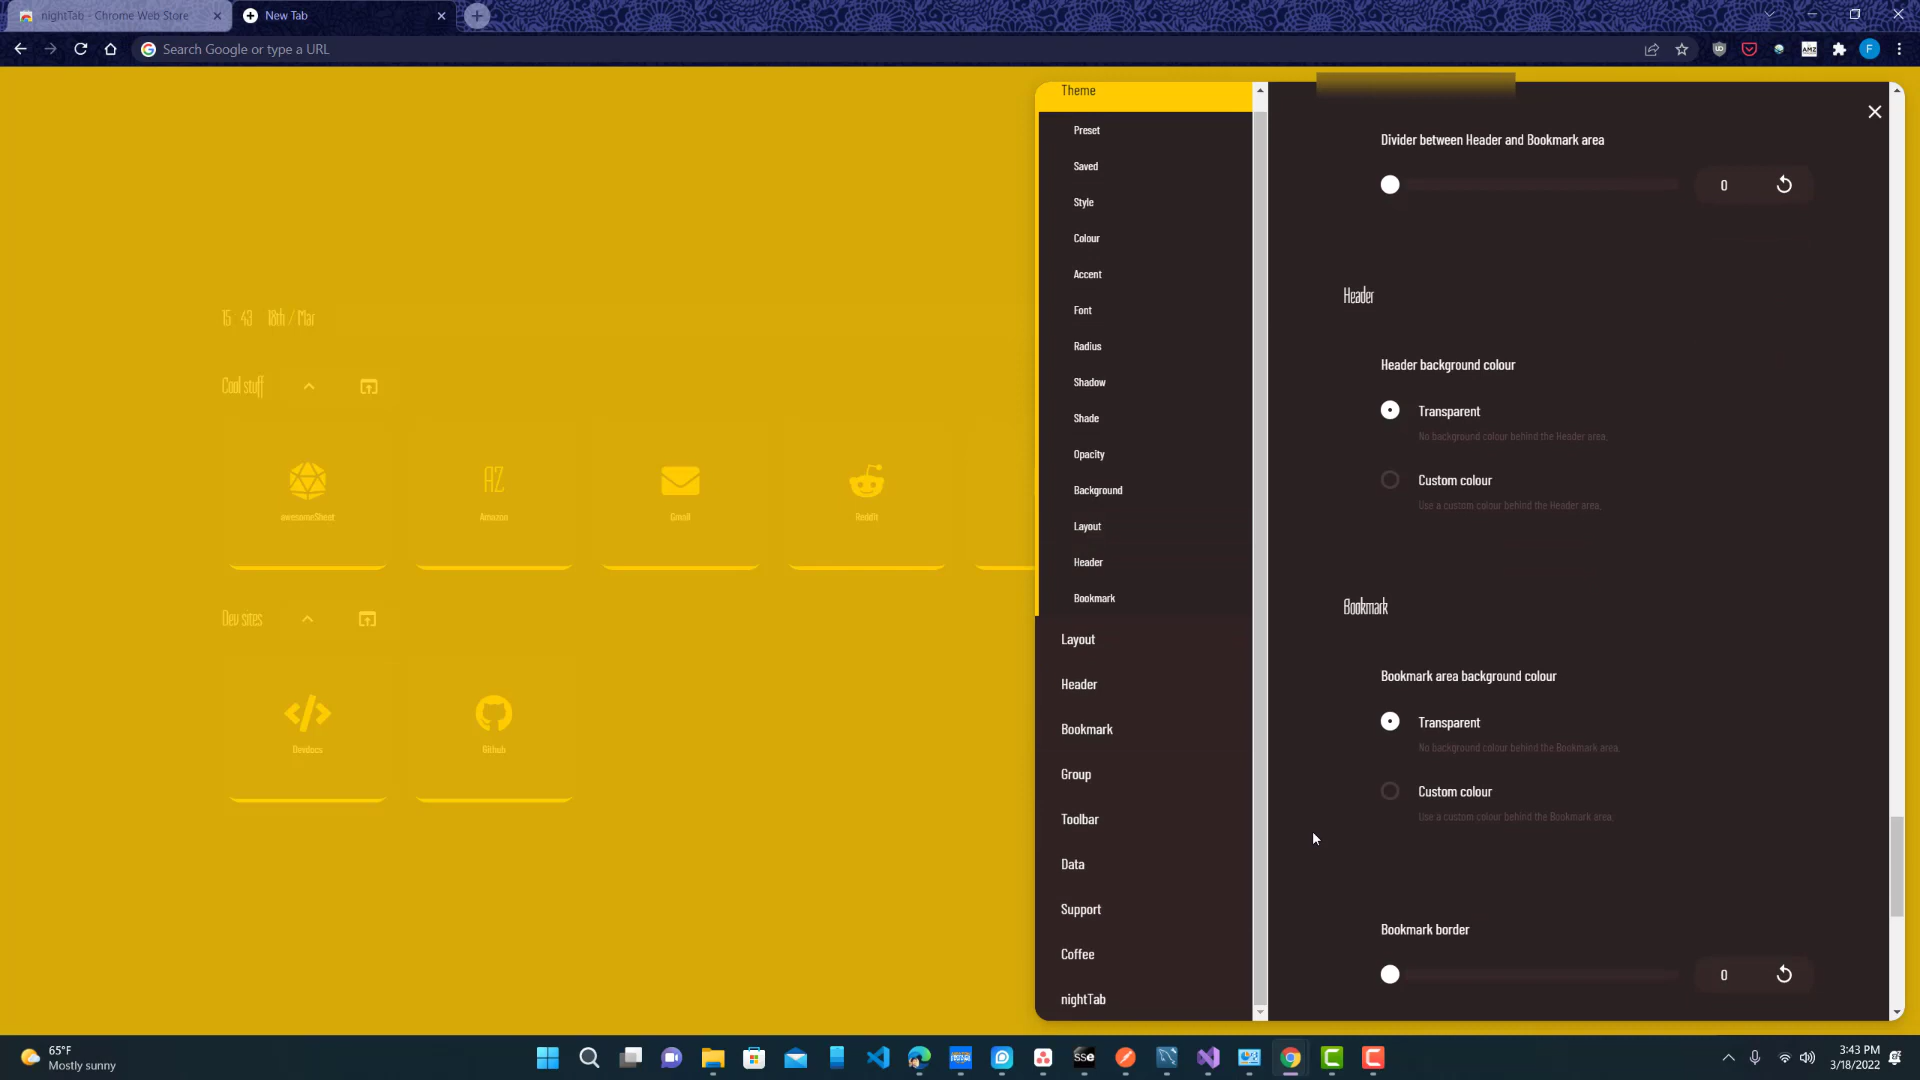 nightTab - Chrome Web Store
New Tab
Search Google or type a URL
15 43 18th / Mar
Cool stuff
awesomeSheet
AZ
Amazon
Gmail
Reddit
Dev sites
Devdocs
Github
Theme
Preset
Saved
Style
Colour
Accent
Font
Radius
Shadow
Shade
Opacity
Background
Layout
Header
Bookmark
Layout
Header
Bookmark
Group
Toolbar
Data
Support
Coffee
nightTab
Divider between Header and Bookmark area
0
Header
Header background colour
Transparent
No background colour behind the Header area.
Custom colour
Use a custom colour behind the Header area.
Bookmark
Bookmark area background colour
Transparent
No background colour behind the Bookmark area.
Custom colour
Use a custom colour behind the Bookmark area.
Bookmark border
0
AMZ
F
65°F
Mostly sunny
sse
3:43 PM
3/18/2022